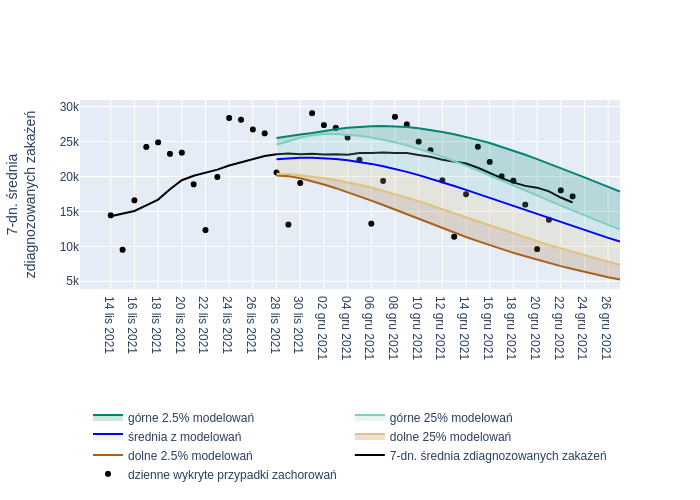 7-dn. średnia
zdiagnozowanych zakażeń
30k
25k
20k
15k
10k
5k
14 lis 2021
16 lis 2021
18 lis 2021
20 lis 2021
22 lis 2021
24 lis 2021
26 lis 2021
28 lis 2021
30 lis 2021
02 gru 2021
04 gru 2021
06 gru 2021
08 gru 2021
10 gru 2021
12 gru 2021
14 gru 2021
16 gru 2021
18 gru 2021
20 gru 2021
22 gru 2021
24 gru 2021
26 gru 2021
górne 2.5% modelowań
górne 25% modelowań
średnia z modelowań
dolne 25% modelowań
dolne 2.5% modelowań
7-dn. średnia zdiagnozowanych zakażeń
dzienne wykryte przypadki zachorowań